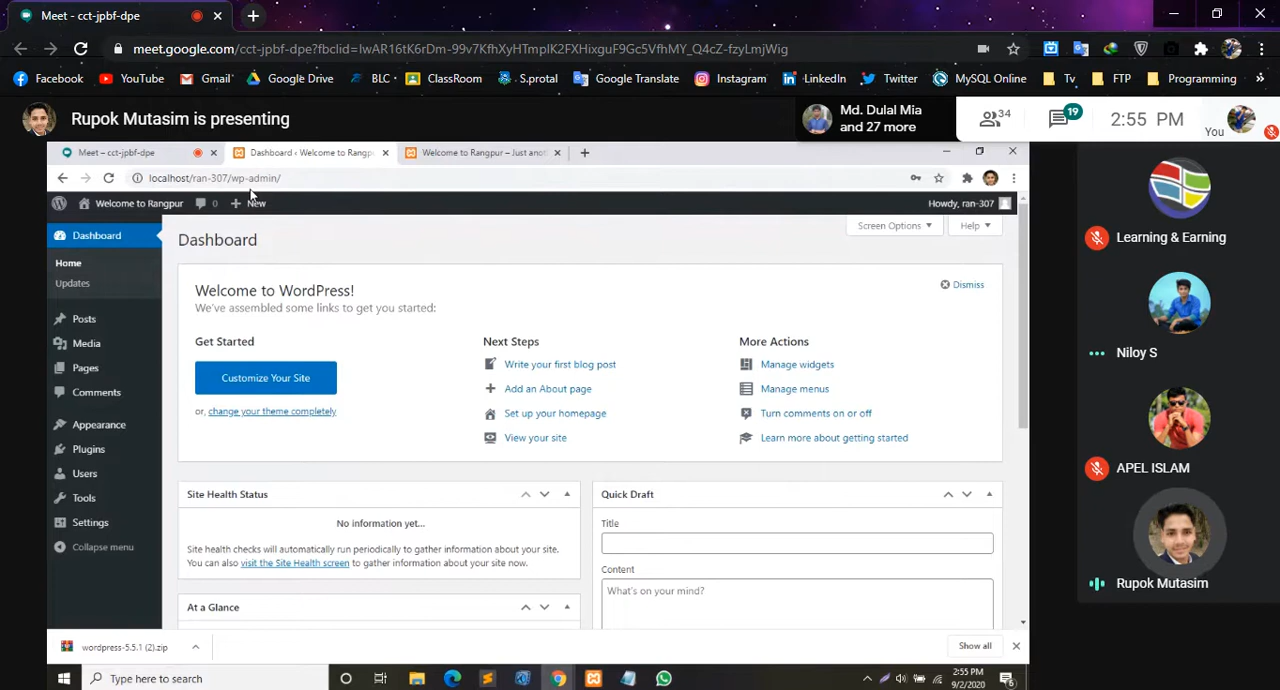 Meet - cct-jpbf-dpe
meet.google.com/cct-jpbf-dpe?fbclid=IwAR16tK6rDm-99v7KfhXyHTmplK2FXHixguF9Gc5VfhMY_Q4cZ-fzyLmjWig
Facebook YouTube Gmail Google Drive BLC ClassRoom S.protal Google Translate Instagram LinkedIn Twitter MySQL Online Tv FTP Programming
Rupok Mutasim is presenting
Md. Dulal Mia
and 27 more
34
19
2:55 PM
You
Meet – cct-jpbf-dpe
Dashboard ‹ Welcome to Rangp
Welcome to Rangpur – Just anot
localhost/ran-307/wp-admin/
Welcome to Rangpur 0 New
Howdy, ran-307
Dashboard
Home
Updates
Posts
Media
Pages
Comments
Appearance
Plugins
Users
Tools
Settings
Collapse menu
Screen Options Help
Dashboard
Welcome to WordPress!
We've assembled some links to get you started:
Dismiss
Get Started
Customize Your Site
or, change your theme completely
Next Steps
Write your first blog post
Add an About page
Set up your homepage
View your site
More Actions
Manage widgets
Manage menus
Turn comments on or off
Learn more about getting started
Site Health Status
No information yet...
Site health checks will automatically run periodically to gather information about your site.
You can also visit the Site Health screen to gather information about your site now.
At a Glance
Quick Draft
Title
Content
What's on your mind?
Learning & Earning
Niloy S
APEL ISLAM
Rupok Mutasim
wordpress-5.5.1 (2).zip
Show all
Type here to search
2:55 PM
9/2/2020
6